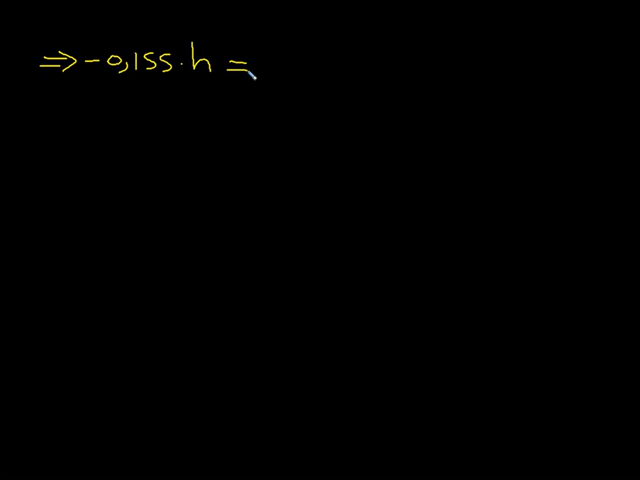 ⇒ - 0,155 · h =